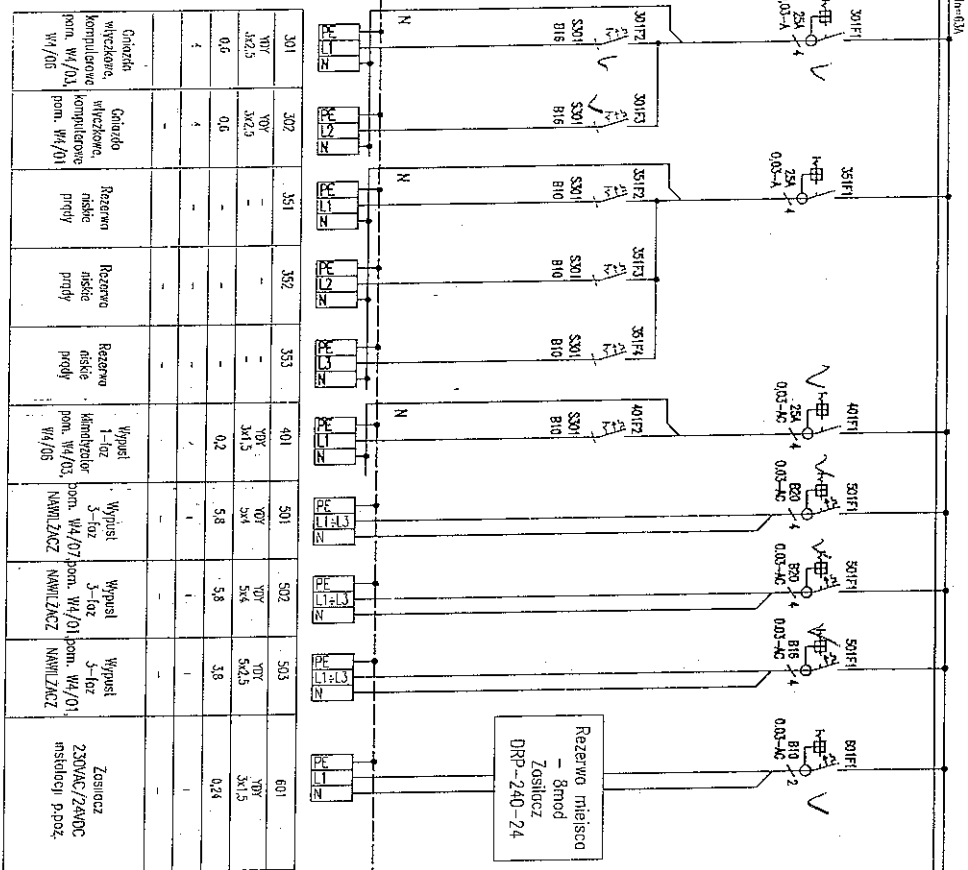 In=63A
301F1
25A
0,03-A
4
351F1
25A
0,03-A
4
401F1
25A
0,03-AC
4
501F1
B20
0,03-AC
4
501F1
B20
0.03-AC
4
501F1
B16
0.03-AC
4
601F1
B10
0.03-AC
2
301F2
S301
B16
301F3
S301
B16
351F2
S301
B10
351F3
S301
B10
351F4
S301
B10
401F2
S301
B10
N
N
N
Rezerwa miejsca
- 8mod
Zasilacz
DRP-240-24
PE
L1
N
PE
L2
N
PE
L1
N
PE
L2
N
PE
L3
N
PE
L1
N
PE
L1÷L3
N
PE
L1÷L3
N
PE
L1÷L3
N
PE
L1
N
301
YDY
3x2,5
0,6
4
-
Gniazda
wtyczkowe,
komputerowe
pom. W4/03,
W4/06
302
YDY
3x2,5
0,6
4
-
Gniazda
wtyczkowe,
komputerowe
pom. W4/01
351
-
-
-
-
-
Rezerwa
niskie
prądy
352
-
-
-
-
-
Rezerwa
niskie
prądy
353
-
-
-
-
-
Rezerwa
niskie
prądy
401
YDY
3x1,5
0,2
-
-
Wypust
1-faz
klimatyzator
pom. W4/03,
W4/06
501
YDY
5x4
5,8
-
-
Wypust
3-faz
pom. W4/07,
NAWILŻACZ
502
YDY
5x4
5,8
-
-
Wypust
3-faz
pom. W4/01,
NAWILŻACZ
503
YDY
5x2,5
3,8
-
-
Wypust
3-faz
pom. W4/01,
NAWILŻACZ
601
YDY
3x1,5
0,24
-
-
Zasilacz
230VAC/24VDC
instalacji p.poż.